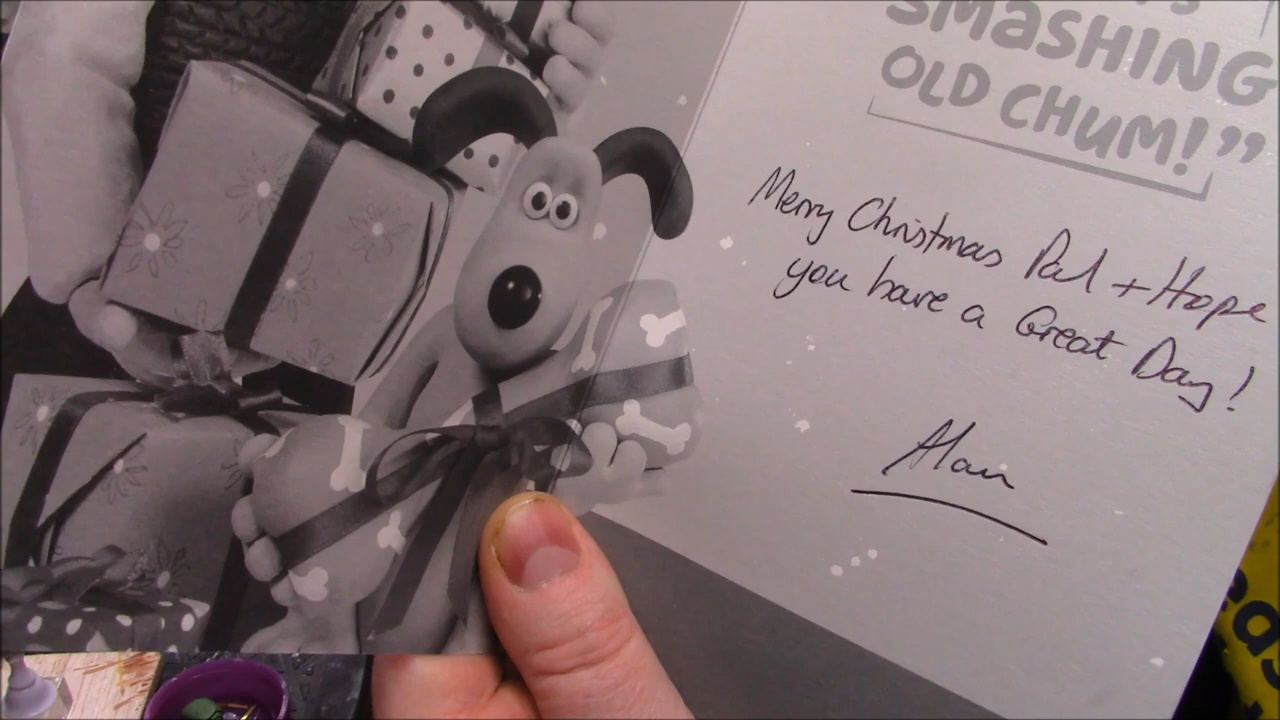 SMASHING
OLD CHUM!”
Merry Christmas Pal + Hope
you have a Great Day!
Alan